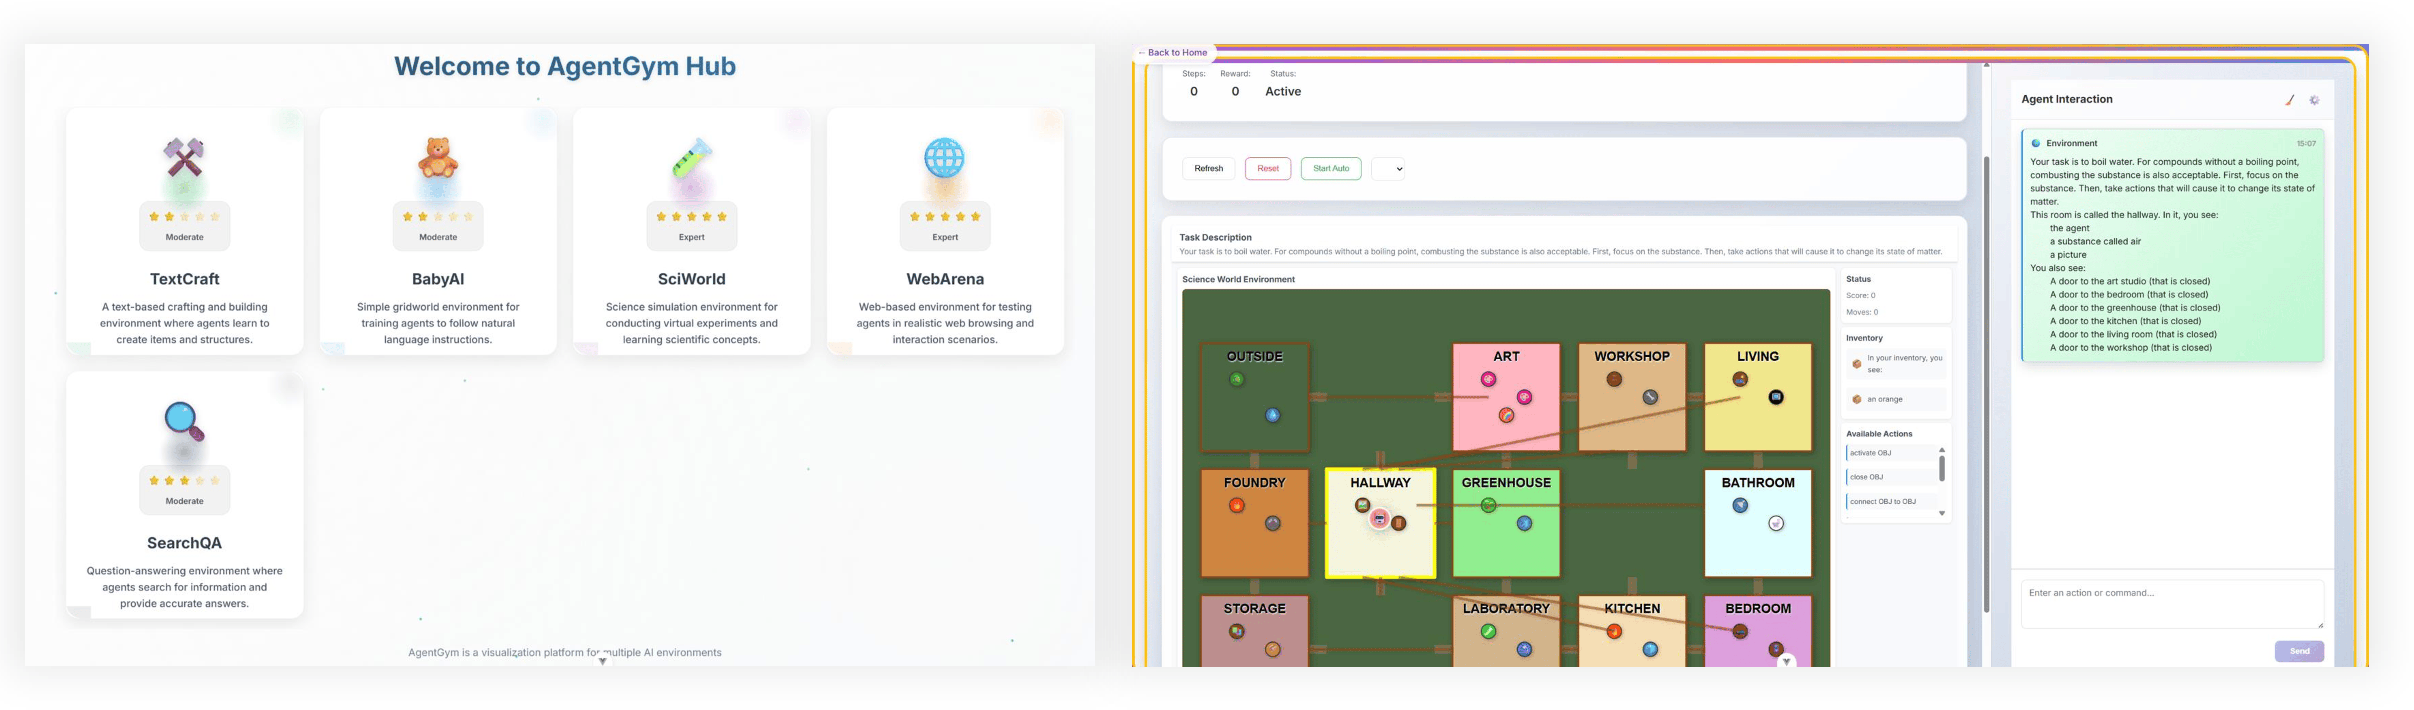 Welcome to AgentGym Hub
Moderate
TextCraft
A text-based crafting and building
environment where agents learn to
create items and structures.
Moderate
BabyAI
Simple gridworld environment for
training agents to follow natural
language instructions.
Expert
SciWorld
Science simulation environment for
conducting virtual experiments and
learning scientific concepts.
Expert
WebArena
Web-based environment for testing
agents in realistic web browsing and
interaction scenarios.
Moderate
SearchQA
Question-answering environment where
agents search for information and
provide accurate answers.
AgentGym is a visualization platform for multiple AI environments
← Back to Home
Steps: Reward: Status:
0 0 Active
Refresh Reset Start Auto
Task Description
Your task is to boil water. For compounds without a boiling point, combusting the substance is also acceptable. First, focus on the substance. Then, take actions that will cause it to change its state of matter.
Science World Environment
OUTSIDE ART WORKSHOP LIVING
FOUNDRY HALLWAY GREENHOUSE BATHROOM
STORAGE LABORATORY KITCHEN BEDROOM
Status
Score: 0
Moves: 0
Inventory
In your inventory, you
see:
an orange
Available Actions
activate OBJ
close OBJ
connect OBJ to OBJ
Agent Interaction
Environment 15:07
Your task is to boil water. For compounds without a boiling point,
combusting the substance is also acceptable. First, focus on the
substance. Then, take actions that will cause it to change its state of
matter.
This room is called the hallway. In it, you see:
the agent
a substance called air
a picture
You also see:
A door to the art studio (that is closed)
A door to the bedroom (that is closed)
A door to the greenhouse (that is closed)
A door to the kitchen (that is closed)
A door to the living room (that is closed)
A door to the workshop (that is closed)
Enter an action or command...
Send